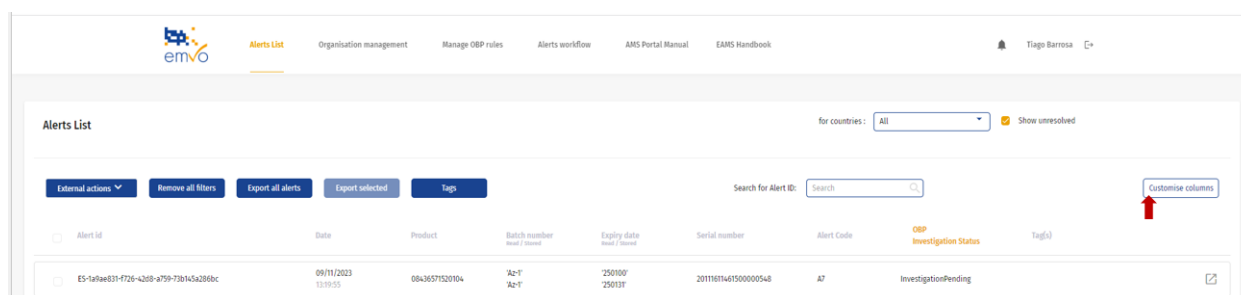 emvo
Alerts List
Organisation management
Manage OBP rules
Alerts workflow
AMS Portal Manual
EAMS Handbook
Tiago Barrosa
Alerts List
for countries :
All
Show unresolved
External actions
Remove all filters
Export all alerts
Export selected
Tags
Search for Alert ID:
Search
Customise columns
Alert id
Date
Product
Batch number
Read / Stored
Expiry date
Read / Stored
Serial number
Alert Code
OBP
Investigation Status
Tag(s)
ES-1a9ae831-f726-42d8-a759-73b145a286bc
09/11/2023
13:19:55
08436571520104
'Az-1'
'Az-1'
'250100'
'250131'
20111611461500000548
A7
InvestigationPending